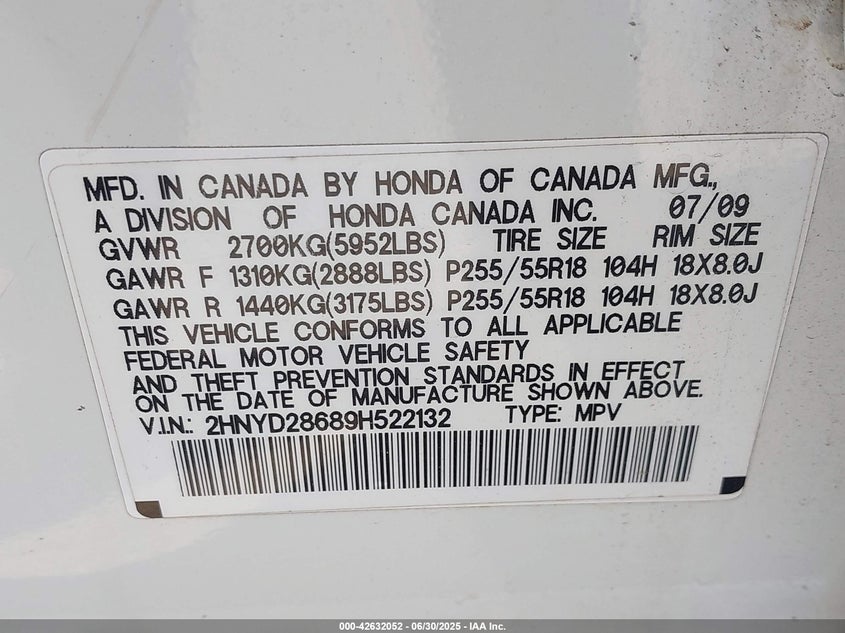 MFD. IN CANADA BY HONDA OF CANADA MFG.,
A DIVISION OF HONDA CANADA INC. 07/09
GVWR 2700KG(5952LBS) TIRE SIZE RIM SIZE
GAWR F 1310KG(2888LBS) P255/55R18 104H 18X8.0J
GAWR R 1440KG(3175LBS) P255/55R18 104H 18X8.0J
THIS VEHICLE CONFORMS TO ALL APPLICABLE
FEDERAL MOTOR VEHICLE SAFETY
AND THEFT PREVENTION STANDARDS IN EFFECT
ON THE DATE OF MANUFACTURE SHOWN ABOVE.
V.I.N.: 2HNYD28689H522132 TYPE: MPV
000-42632052 - 06/30/2025 - IAA Inc.